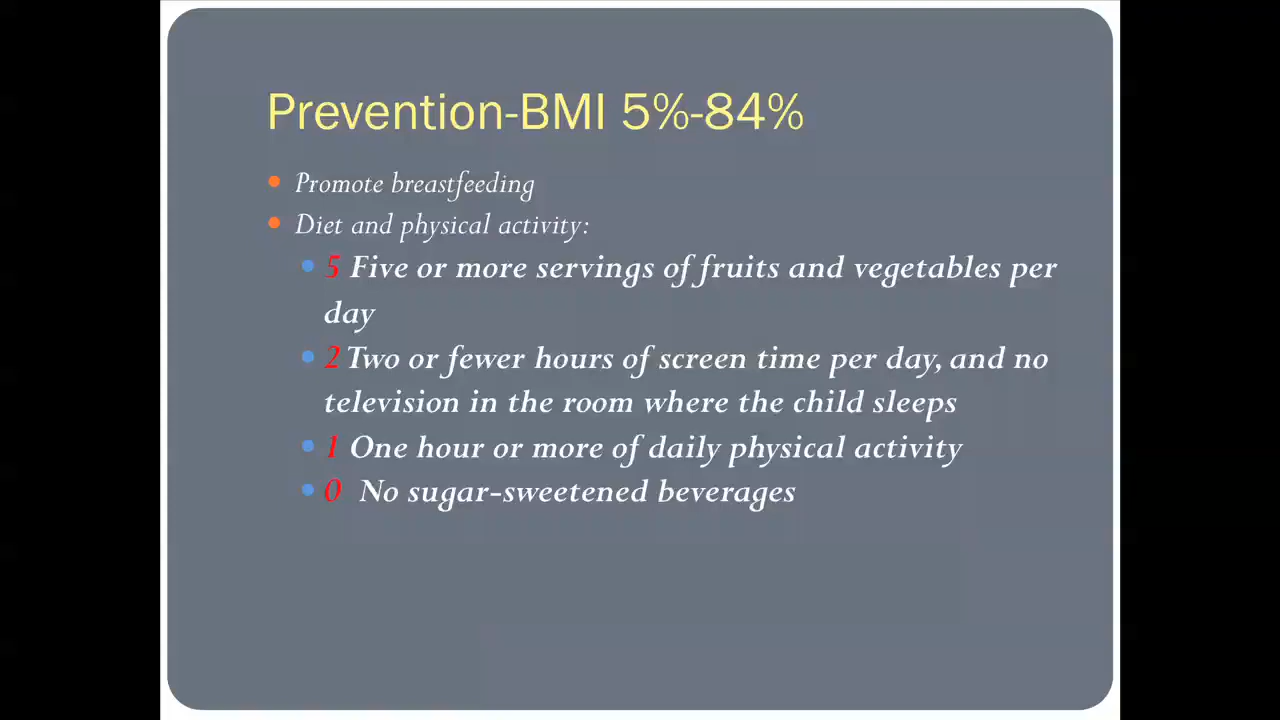 Prevention-BMI 5%-84%
Promote breastfeeding
Diet and physical activity:
5 Five or more servings of fruits and vegetables per
day
2 Two or fewer hours of screen time per day, and no
television in the room where the child sleeps
1 One hour or more of daily physical activity
0 No sugar-sweetened beverages